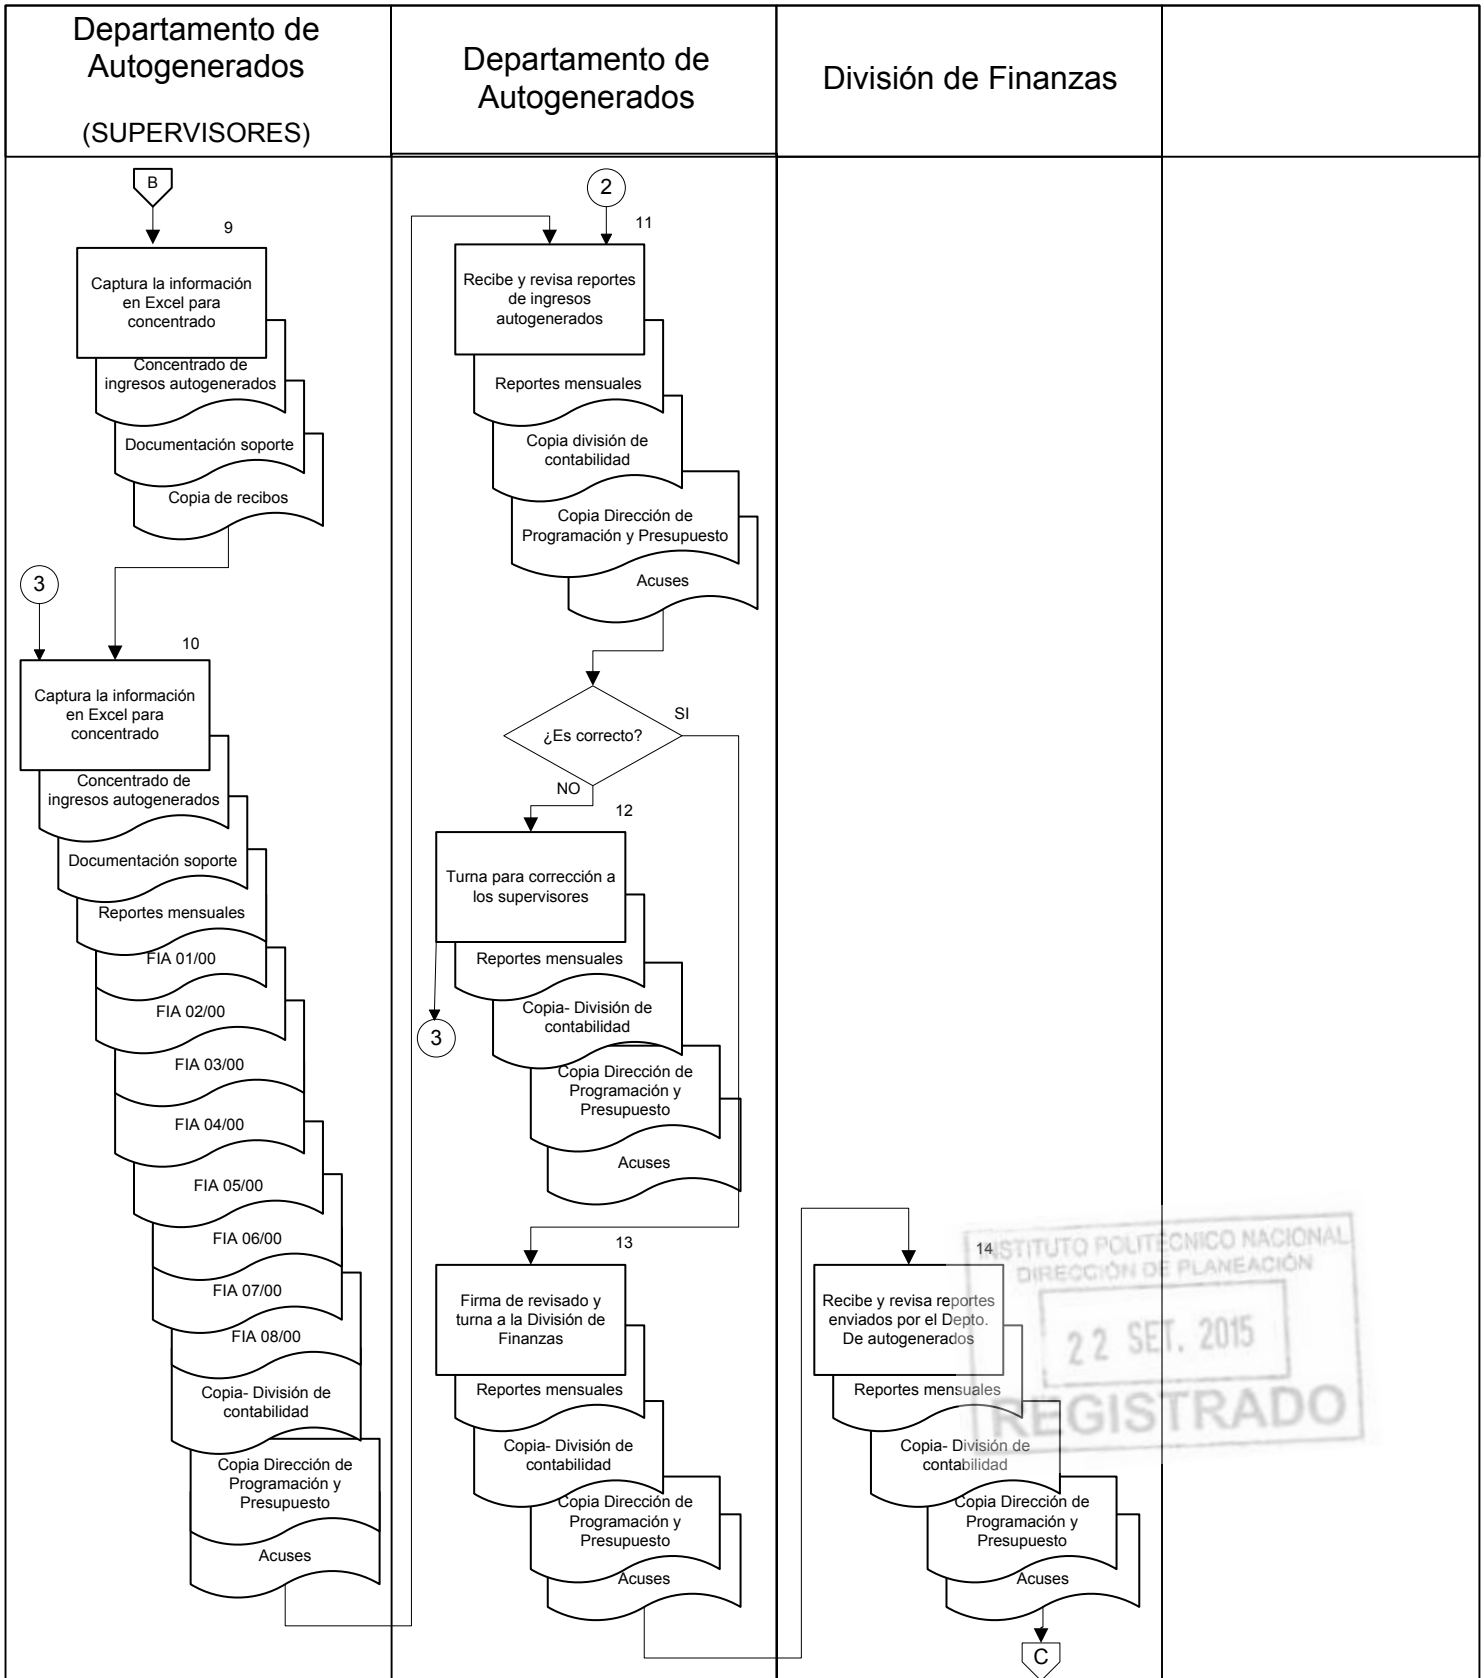 Departamento de
Autogenerados
(SUPERVISORES)
Departamento de
Autogenerados
División de Finanzas
B
9
Captura la información
en Excel para
concentrado
Concentrado de
ingresos autogenerados
Documentación soporte
Copia de recibos
3
10
Captura la información
en Excel para
concentrado
Concentrado de
ingresos autogenerados
Documentación soporte
Reportes mensuales
FIA 01/00
FIA 02/00
FIA 03/00
FIA 04/00
FIA 05/00
FIA 06/00
FIA 07/00
FIA 08/00
Copia- División de
contabilidad
Copia Dirección de
Programación y
Presupuesto
Acuses
2
11
Recibe y revisa reportes
de ingresos
autogenerados
Reportes mensuales
Copia división de
contabilidad
Copia Dirección de
Programación y Presupuesto
Acuses
¿Es correcto?
SI
NO
12
Turna para corrección a
los supervisores
Reportes mensuales
Copia- División de
contabilidad
Copia Dirección de
Programación y
Presupuesto
Acuses
3
13
Firma de revisado y
turna a la División de
Finanzas
Reportes mensuales
Copia- División de
contabilidad
Copia Dirección de
Programación y
Presupuesto
Acuses
14
Recibe y revisa reportes
enviados por el Depto.
De autogenerados
Reportes mensuales
Copia- División de
contabilidad
Copia Dirección de
Programación y
Presupuesto
Acuses
C
INSTITUTO POLITÉCNICO NACIONAL
DIRECCIÓN DE PLANEACIÓN
22 SET. 2015
REGISTRADO